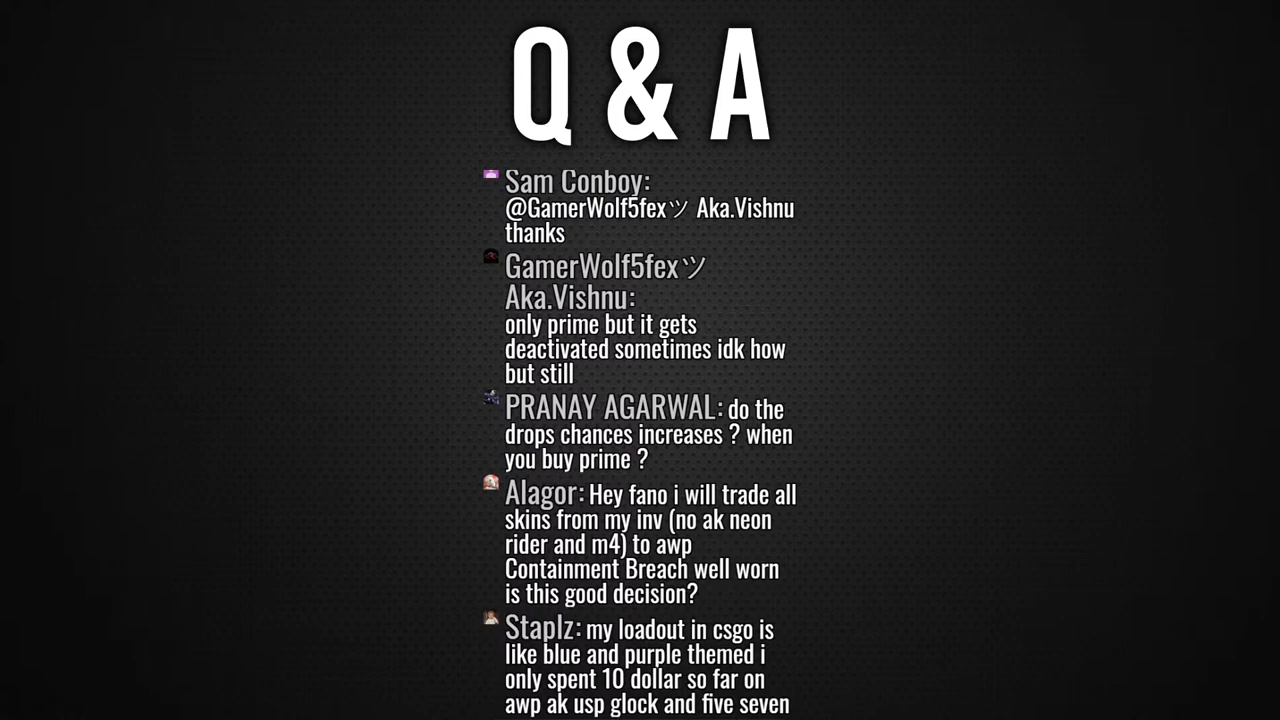 Q & A
Sam Conboy:
@GamerWolf5fexツ Aka.Vishnu
thanks
GamerWolf5fexツ
Aka.Vishnu:
only prime but it gets
deactivated sometimes idk how
but still
PRANAY AGARWAL: do the
drops chances increases ? when
you buy prime ?
Alagor: Hey fano i will trade all
skins from my inv (no ak neon
rider and m4) to awp
Containment Breach well worn
is this good decision?
Staplz: my loadout in csgo is
like blue and purple themed i
only spent 10 dollar so far on
awp ak usp glock and five seven